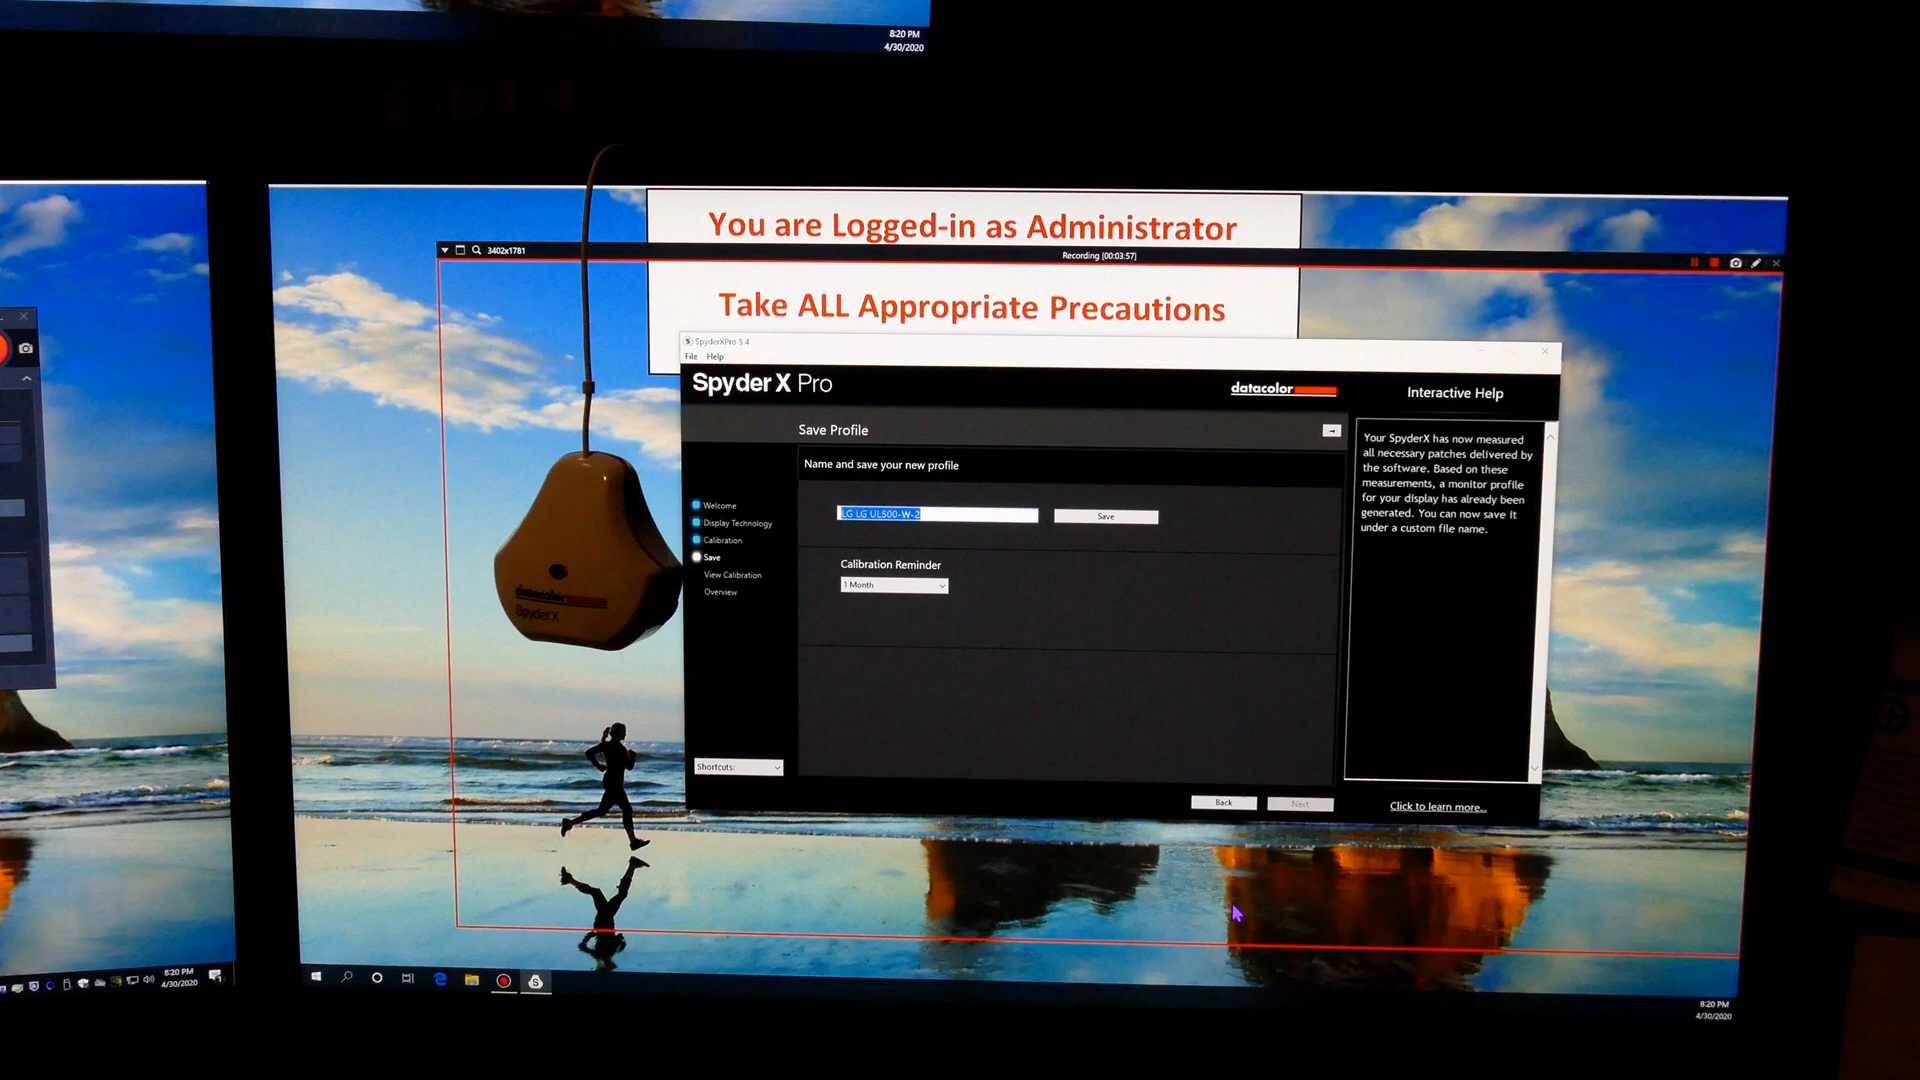 8:20 PM
4/30/2020
You are Logged-in as Administrator
3402x1781
Recording [00:03:57]
Take ALL Appropriate Precautions
SpyderXPro 5.4
File Help
Spyder X Pro
datacolor
Interactive Help
Save Profile
Name and save your new profile
LG LG UL500-W-2
Save
Calibration Reminder
1 Month
Welcome
Display Technology
Calibration
Save
View Calibration
Overview
Shortcuts:
Back
Next
Your SpyderX has now measured
all necessary patches delivered by
the software. Based on these
measurements, a monitor profile
for your display has already been
generated. You can now save it
under a custom file name.
Click to learn more...
datacolor
SpyderX
8:20 PM
4/30/2020
8:20 PM
4/30/2020